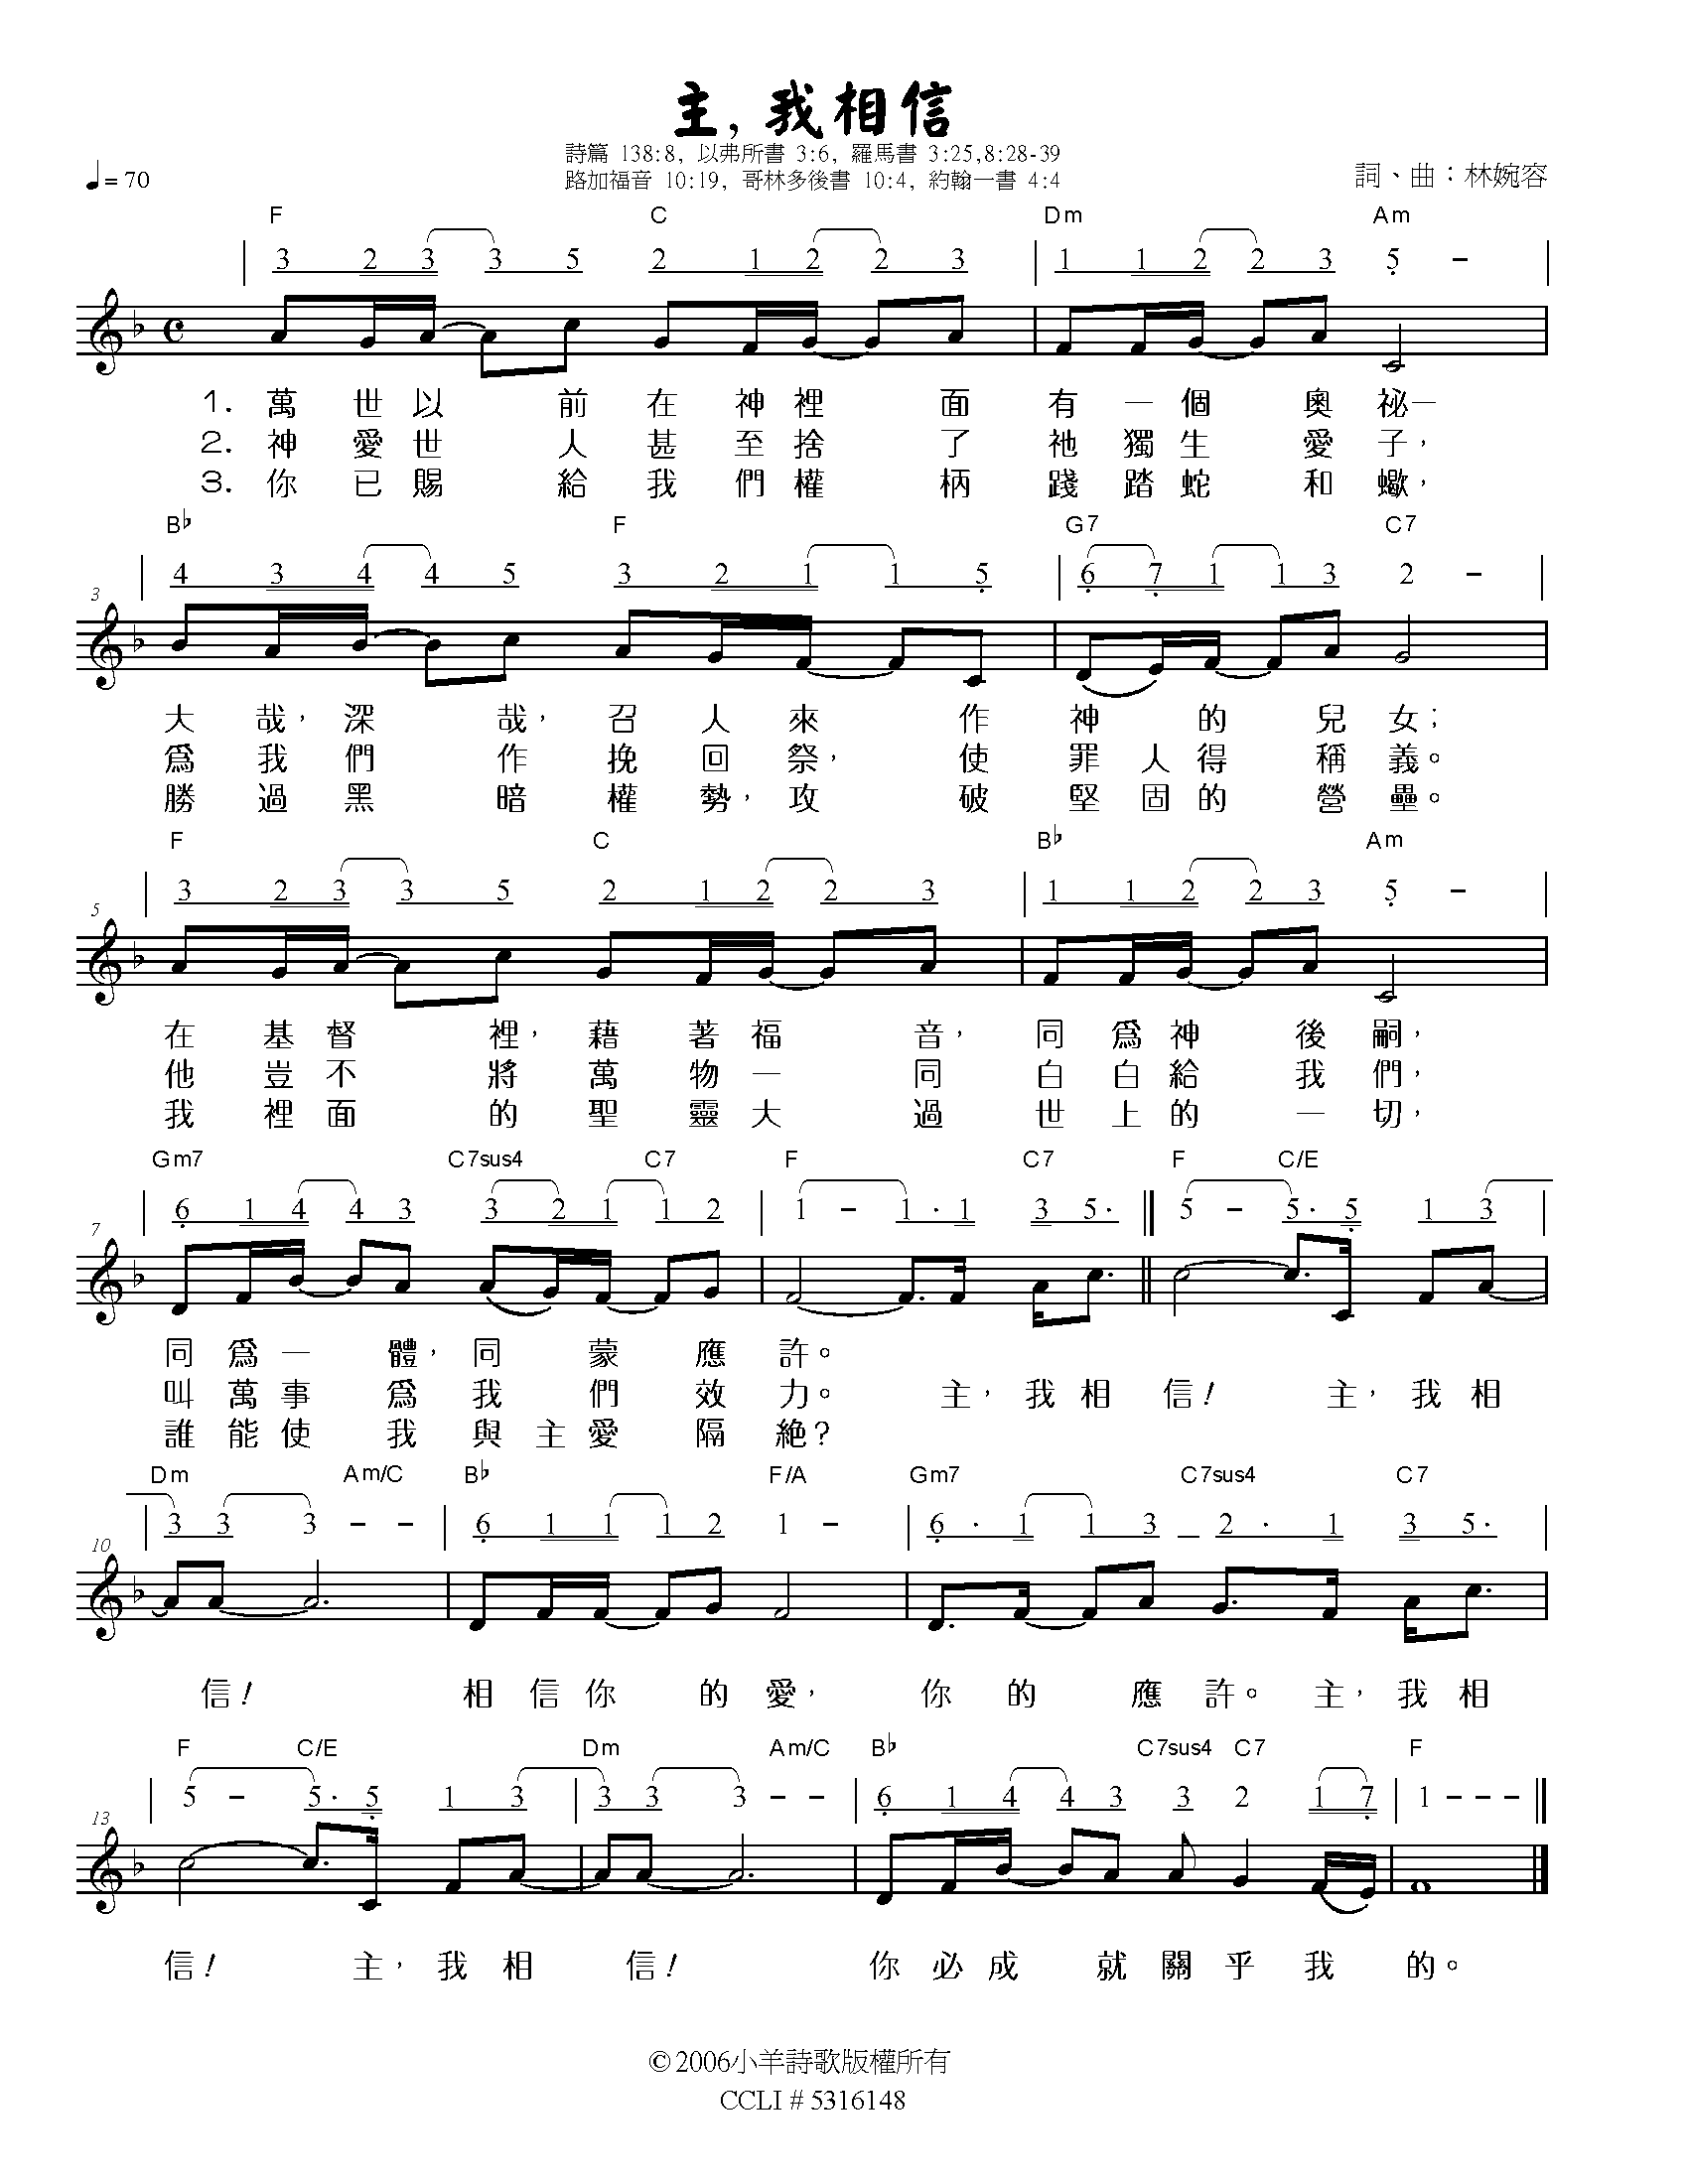 主，我相信
詩篇 138:8, 以弗所書 3:6, 羅馬書 3:25,8:28-39
♩= 70
路加福音 10:19, 哥林多後書 10:4, 約翰一書 4:4
詞、曲：林婉容
F C Dm Am
3 2 3 3 5 2 1 2 2 3 1 1 2 2 3 5 –
1. 萬世以前在神裡面有一個奧祕—
2. 神愛世人甚至捨了祂獨生愛子，
3. 你已賜給我們權柄踐踏蛇和蠍，
B♭ F G7 C7
4 3 4 4 5 3 2 1 1 5 6 7 1 1 3 2 –
3
大哉，深哉，召人來作神的兒女；
爲我們作挽回祭，使罪人得稱義。
勝過黑暗權勢，攻破堅固的營壘。
F C B♭ Am
3 2 3 3 5 2 1 2 2 3 1 1 2 2 3 5 –
5
在基督裡，藉著福音，同爲神後嗣，
他豈不將萬物一同白白給我們，
我裡面的聖靈大過世上的一切，
Gm7 C7sus4 C7 F C7 F C/E
6 1 4 4 3 3 2 1 1 2 1 – 1· 1 3 5· 5 – 5· 5 1 3
7
同爲一體，同蒙應許。
叫萬事爲我們效力。主，我相信！主，我相
誰能使我與主愛隔絶？
Dm Am/C B♭ F/A Gm7 C7sus4 C7
3 3 3 – – 6 1 1 1 2 1 – 6· 1 1 3 2· 1 3 5·
10
信！相信你的愛，你的應許。主，我相
F C/E Dm Am/C B♭ C7sus4 C7 F
5 – 5· 5 1 3 3 3 3 – – 6 1 4 4 3 3 2 1 7 1 – – –
13
信！主，我相信！你必成就關乎我的。
©2006小羊詩歌版權所有
CCLI # 5316148